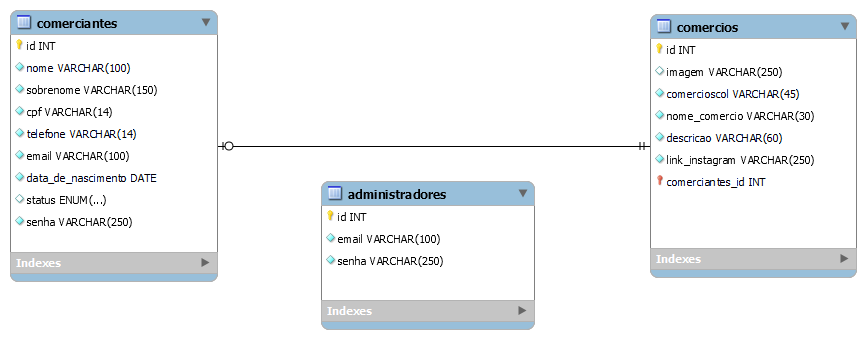 comerciantes
id INT
nome VARCHAR(100)
sobrenome VARCHAR(150)
cpf VARCHAR(14)
telefone VARCHAR(14)
email VARCHAR(100)
data_de_nascimento DATE
status ENUM(...)
senha VARCHAR(250)
Indexes
administradores
id INT
email VARCHAR(100)
senha VARCHAR(250)
Indexes
comercios
id INT
imagem VARCHAR(250)
comercioscol VARCHAR(45)
nome_comercio VARCHAR(30)
descricao VARCHAR(60)
link_instagram VARCHAR(250)
comerciantes_id INT
Indexes